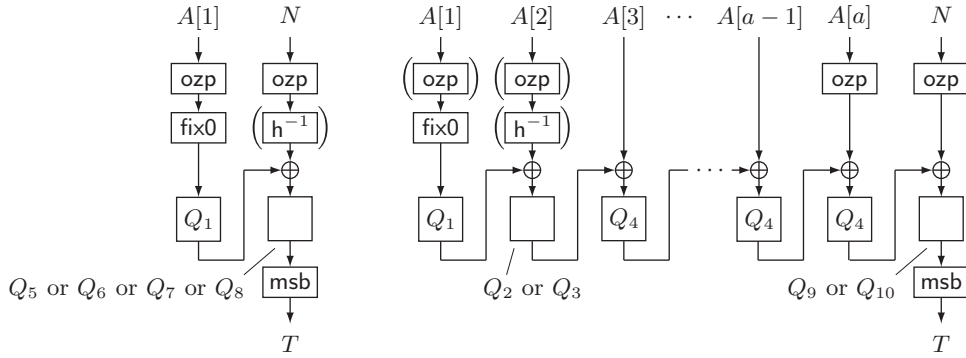 A[1] N A[1] A[2] A[3] ··· A[a − 1] A[a] N
ozp ozp (ozp) (ozp) ozp ozp
fix0 (h⁻¹) fix0 (h⁻¹)
···
Q₁ Q₁ Q₄ Q₄ Q₄
Q₅ or Q₆ or Q₇ or Q₈ msb Q₂ or Q₃ Q₉ or Q₁₀ msb
T T